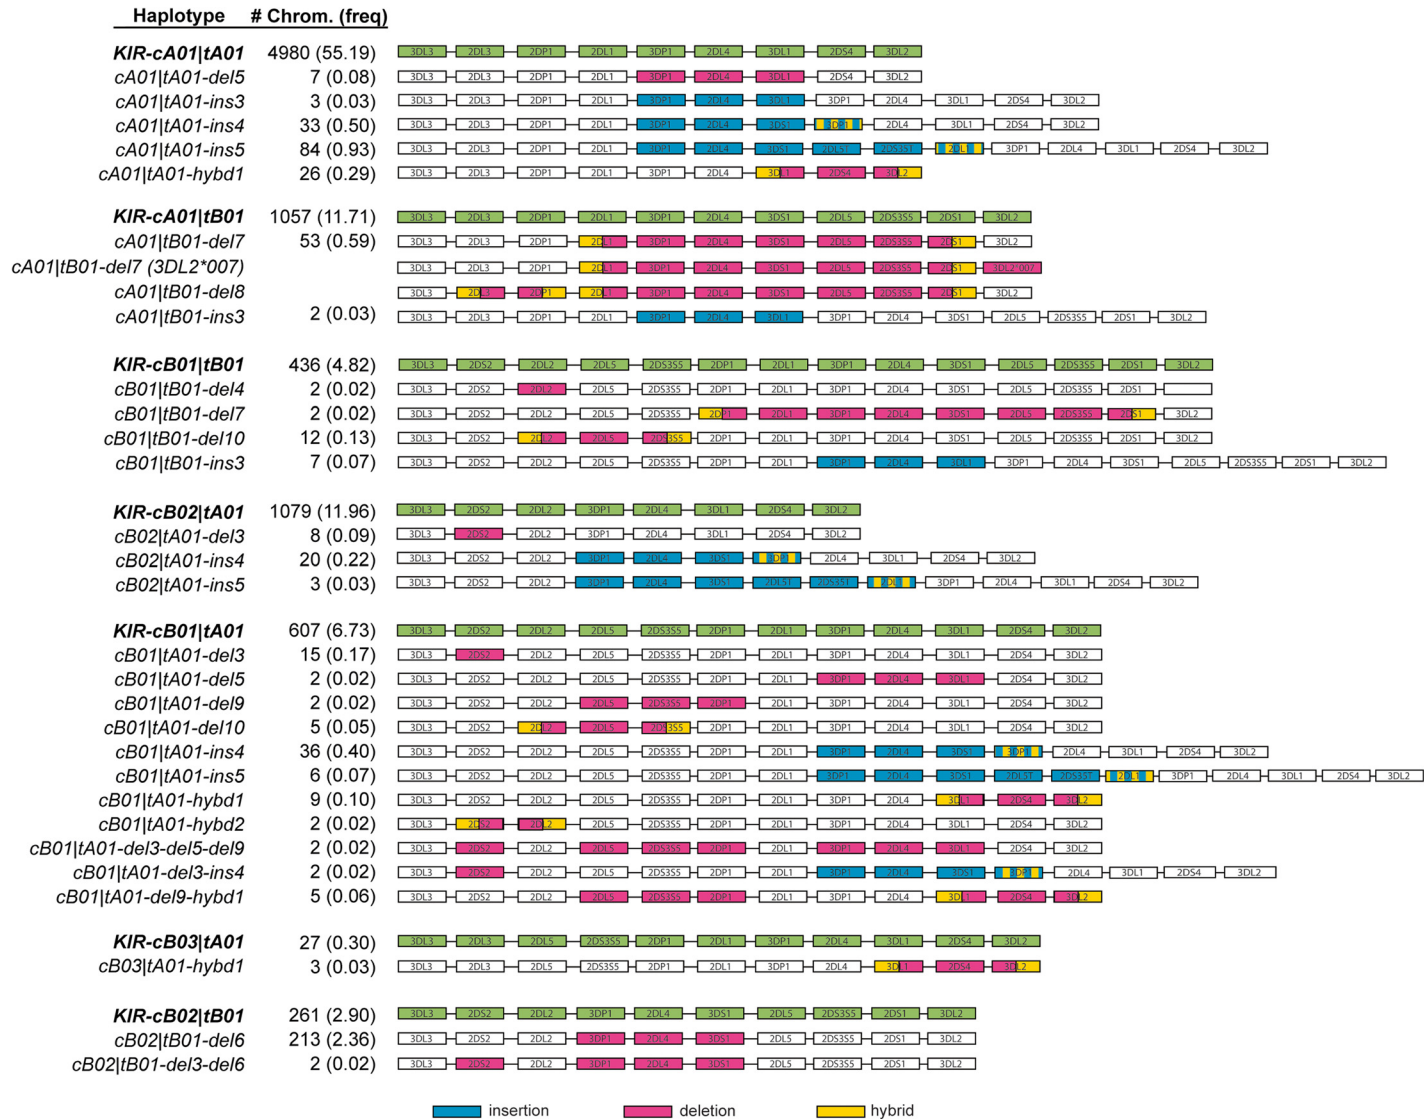 Haplotype # Chrom. (freq)
KIR-cA01|tA01 4980 (55.19) 3DL3 2DL3 2DP1 2DL1 3DP1 2DL4 3DL1 2DS4 3DL2
cA01|tA01-del5 7 (0.08) 3DL3 2DL3 2DP1 2DL1 3DP1 2DL4 3DL1 2DS4 3DL2
cA01|tA01-ins3 3 (0.03) 3DL3 2DL3 2DP1 2DL1 3DP1 2DL4 3DL1 3DP1 2DL4 3DL1 2DS4 3DL2
cA01|tA01-ins4 33 (0.50) 3DL3 2DL3 2DP1 2DL1 3DP1 2DL4 3DS1 3DP1 2DL4 3DL1 2DS4 3DL2
cA01|tA01-ins5 84 (0.93) 3DL3 2DL3 2DP1 2DL1 3DP1 2DL4 3DS1 2DL5T 2DS35T 2DL1 3DP1 2DL4 3DL1 2DS4 3DL2
cA01|tA01-hybd1 26 (0.29) 3DL3 2DL3 2DP1 2DL1 3DP1 2DL4 3DL1 2DS4 3DL2
KIR-cA01|tB01 1057 (11.71) 3DL3 2DL3 2DP1 2DL1 3DP1 2DL4 3DS1 2DL5 2DS3S5 2DS1 3DL2
cA01|tB01-del7 53 (0.59) 3DL3 2DL3 2DP1 2DL1 3DP1 2DL4 3DS1 2DL5 2DS3S5 2DS1 3DL2
cA01|tB01-del7 (3DL2*007) 3DL3 2DL3 2DP1 2DL1 3DP1 2DL4 3DS1 2DL5 2DS3S5 2DS1 3DL2*007
cA01|tB01-del8 3DL3 2DL3 2DP1 2DL1 3DP1 2DL4 3DS1 2DL5 2DS3S5 2DS1 3DL2
cA01|tB01-ins3 2 (0.03) 3DL3 2DL3 2DP1 2DL1 3DP1 2DL4 3DL1 3DP1 2DL4 3DS1 2DL5 2DS3S5 2DS1 3DL2
KIR-cB01|tB01 436 (4.82) 3DL3 2DS2 2DL2 2DL5 2DS3S5 2DP1 2DL1 3DP1 2DL4 3DS1 2DL5 2DS3S5 2DS1 3DL2
cB01|tB01-del4 2 (0.02) 3DL3 2DS2 2DL2 2DL5 2DS3S5 2DP1 2DL1 3DP1 2DL4 3DS1 2DL5 2DS3S5 2DS1
cB01|tB01-del7 2 (0.02) 3DL3 2DS2 2DL2 2DL5 2DS3S5 2DP1 2DL1 3DP1 2DL4 3DS1 2DL5 2DS3S5 2DS1 3DL2
cB01|tB01-del10 12 (0.13) 3DL3 2DS2 2DL2 2DL5 2DS3S5 2DP1 2DL1 3DP1 2DL4 3DS1 2DL5 2DS3S5 2DS1 3DL2
cB01|tB01-ins3 7 (0.07) 3DL3 2DS2 2DL2 2DL5 2DS3S5 2DP1 2DL1 3DP1 2DL4 3DL1 3DP1 2DL4 3DS1 2DL5 2DS3S5 2DS1 3DL2
KIR-cB02|tA01 1079 (11.96) 3DL3 2DS2 2DL2 3DP1 2DL4 3DL1 2DS4 3DL2
cB02|tA01-del3 8 (0.09) 3DL3 2DS2 2DL2 3DP1 2DL4 3DL1 2DS4 3DL2
cB02|tA01-ins4 20 (0.22) 3DL3 2DS2 2DL2 3DP1 2DL4 3DS1 3DP1 2DL4 3DL1 2DS4 3DL2
cB02|tA01-ins5 3 (0.03) 3DL3 2DS2 2DL2 3DP1 2DL4 3DS1 2DL5T 2DS35T 2DL1 3DP1 2DL4 3DL1 2DS4 3DL2
KIR-cB01|tA01 607 (6.73) 3DL3 2DS2 2DL2 2DL5 2DS3S5 2DP1 2DL1 3DP1 2DL4 3DL1 2DS4 3DL2
cB01|tA01-del3 15 (0.17) 3DL3 2DS2 2DL2 2DL5 2DS3S5 2DP1 2DL1 3DP1 2DL4 3DL1 2DS4 3DL2
cB01|tA01-del5 2 (0.02) 3DL3 2DS2 2DL2 2DL5 2DS3S5 2DP1 2DL1 3DP1 2DL4 3DL1 2DS4 3DL2
cB01|tA01-del9 2 (0.02) 3DL3 2DS2 2DL2 2DL5 2DS3S5 2DP1 2DL1 3DP1 2DL4 3DL1 2DS4 3DL2
cB01|tA01-del10 5 (0.05) 3DL3 2DS2 2DL2 2DL5 2DS3S5 2DP1 2DL1 3DP1 2DL4 3DL1 2DS4 3DL2
cB01|tA01-ins4 36 (0.40) 3DL3 2DS2 2DL2 2DL5 2DS3S5 2DP1 2DL1 3DP1 2DL4 3DS1 3DP1 2DL4 3DL1 2DS4 3DL2
cB01|tA01-ins5 6 (0.07) 3DL3 2DS2 2DL2 2DL5 2DS3S5 2DP1 2DL1 3DP1 2DL4 3DS1 2DL5T 2DS35T 2DL1 3DP1 2DL4 3DL1 2DS4 3DL2
cB01|tA01-hybd1 9 (0.10) 3DL3 2DS2 2DL2 2DL5 2DS3S5 2DP1 2DL1 3DP1 2DL4 3DL1 2DS4 3DL2
cB01|tA01-hybd2 2 (0.02) 3DL3 2DS2 2DL2 2DL5 2DS3S5 2DP1 2DL1 3DP1 2DL4 3DL1 2DS4 3DL2
cB01|tA01-del3-del5-del9 2 (0.02) 3DL3 2DS2 2DL2 2DL5 2DS3S5 2DP1 2DL1 3DP1 2DL4 3DL1 2DS4 3DL2
cB01|tA01-del3-ins4 2 (0.02) 3DL3 2DS2 2DL2 2DL5 2DS3S5 2DP1 2DL1 3DP1 2DL4 3DS1 3DP1 2DL4 3DL1 2DS4 3DL2
cB01|tA01-del9-hybd1 5 (0.06) 3DL3 2DS2 2DL2 2DL5 2DS3S5 2DP1 2DL1 3DP1 2DL4 3DL1 2DS4 3DL2
KIR-cB03|tA01 27 (0.30) 3DL3 2DL3 2DL5 2DS3S5 2DP1 2DL1 3DP1 2DL4 3DL1 2DS4 3DL2
cB03|tA01-hybd1 3 (0.03) 3DL3 2DL3 2DL5 2DS3S5 2DP1 2DL1 3DP1 2DL4 3DL1 2DS4 3DL2
KIR-cB02|tB01 261 (2.90) 3DL3 2DS2 2DL2 3DP1 2DL4 3DS1 2DL5 2DS3S5 2DS1 3DL2
cB02|tB01-del6 213 (2.36) 3DL3 2DS2 2DL2 3DP1 2DL4 3DS1 2DL5 2DS3S5 2DS1 3DL2
cB02|tB01-del3-del6 2 (0.02) 3DL3 2DS2 2DL2 3DP1 2DL4 3DS1 2DL5 2DS3S5 2DS1 3DL2
insertion deletion hybrid